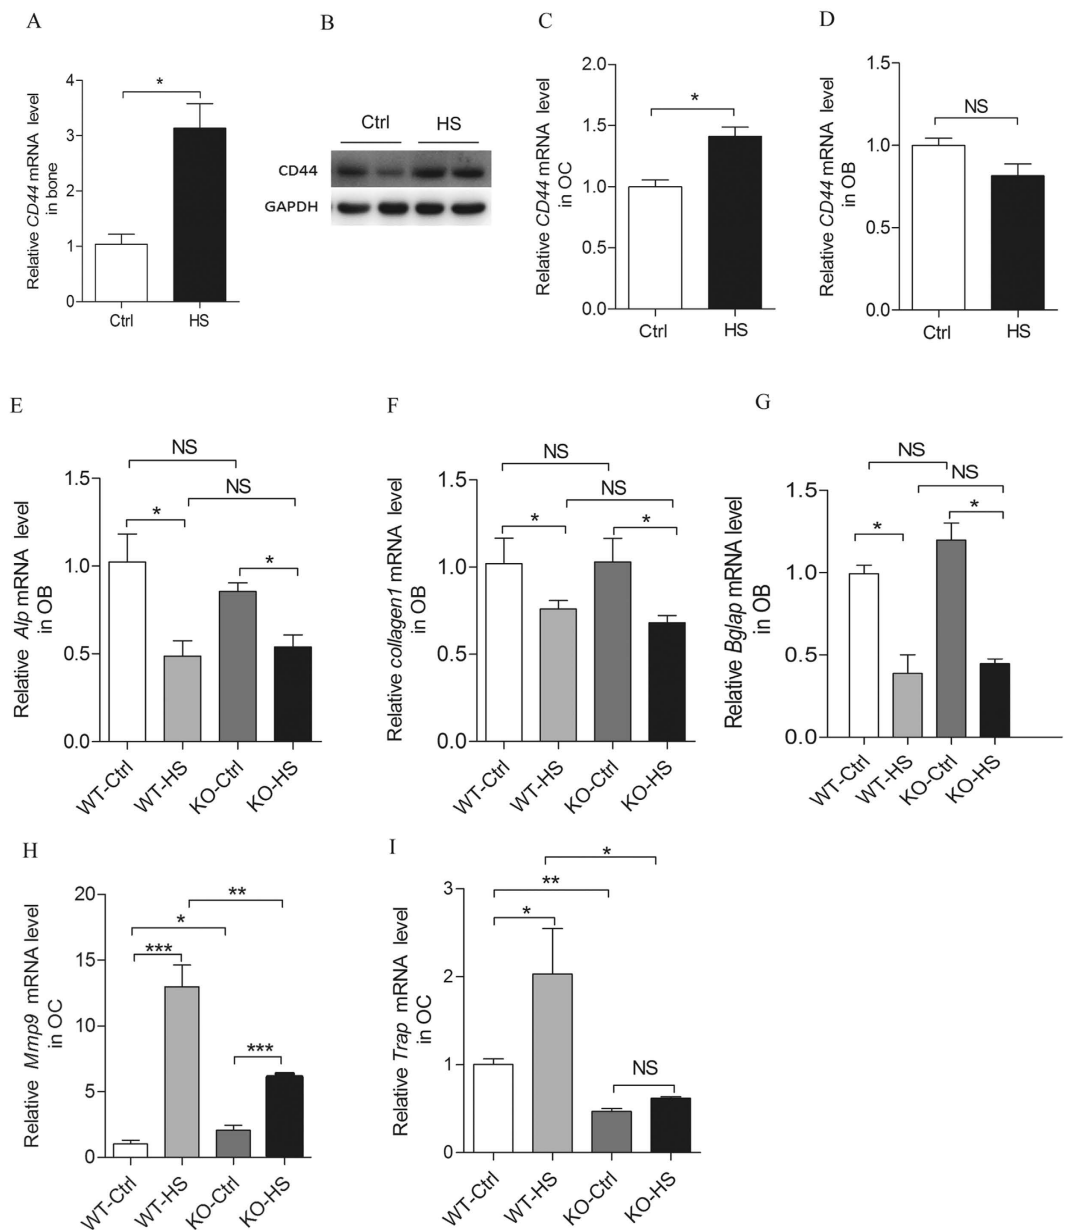 A
Relative CD44 mRNA level
in bone
4
3
2
1
0
*
Ctrl
HS
B
Ctrl
HS
CD44
GAPDH
C
Relative CD44 mRNA level
in OC
2.0
1.5
1.0
0.5
0.0
*
Ctrl
HS
D
Relative CD44 mRNA level
in OB
1.5
1.0
0.5
0.0
NS
Ctrl
HS
E
Relative Alp mRNA level
in OB
1.5
1.0
0.5
0.0
NS
NS
*
*
WT-Ctrl
WT-HS
KO-Ctrl
KO-HS
F
Relative collagen1 mRNA level
in OB
1.5
1.0
0.5
0.0
NS
NS
*
*
WT-Ctrl
WT-HS
KO-Ctrl
KO-HS
G
Relative Bglap mRNA level
in OB
1.5
1.0
0.5
0.0
NS
NS
*
*
WT-Ctrl
WT-HS
KO-Ctrl
KO-HS
H
Relative Mmp9 mRNA level
in OC
20
15
10
5
0
**
*
***
***
WT-Ctrl
WT-HS
KO-Ctrl
KO-HS
I
Relative Trap mRNA level
in OC
3
2
1
0
*
**
*
NS
WT-Ctrl
WT-HS
KO-Ctrl
KO-HS